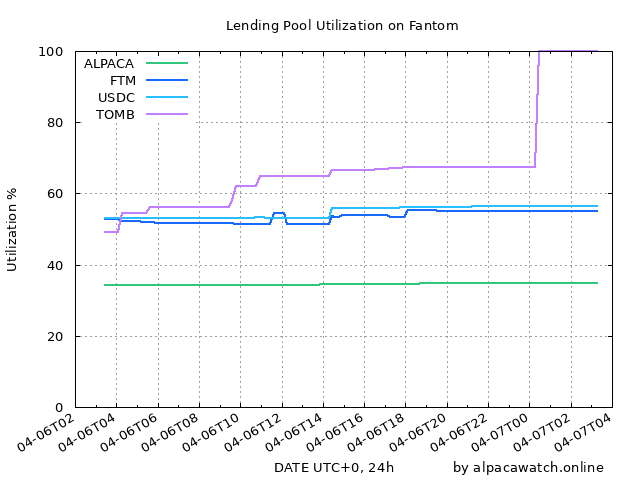 Lending Pool Utilization on Fantom
100
80
60
40
20
0
Utilization %
ALPACA
FTM
USDC
TOMB
04-06T02
04-06T04
04-06T06
04-06T08
04-06T10
04-06T12
04-06T14
04-06T16
04-06T18
04-06T20
04-06T22
04-07T00
04-07T02
04-07T04
DATE UTC+0, 24h
by alpacawatch.online